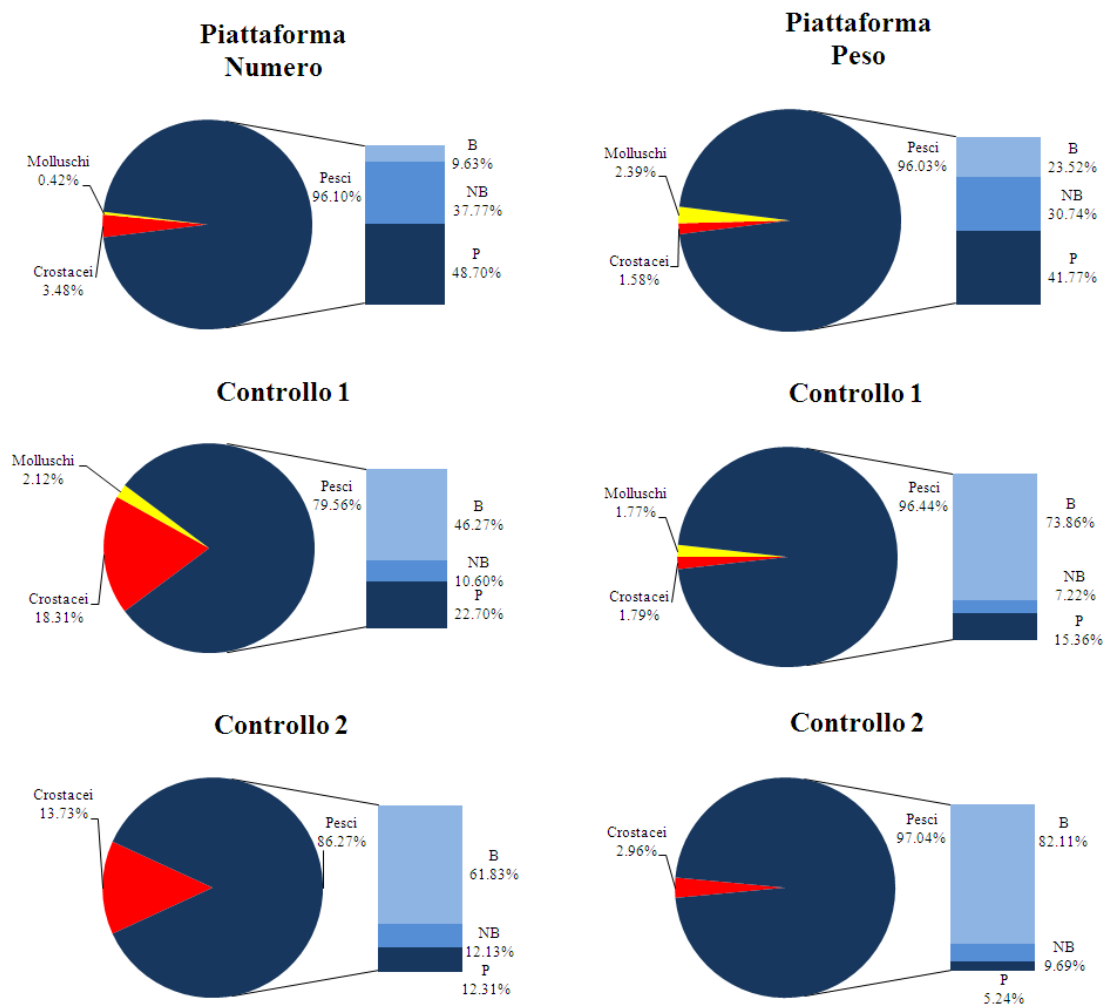 Piattaforma
Numero
Molluschi
0.42%
Crostacei
3.48%
Pesci
96.10%
B
9.63%
NB
37.77%
P
48.70%
Piattaforma
Peso
Molluschi
2.39%
Crostacei
1.58%
Pesci
96.03%
B
23.52%
NB
30.74%
P
41.77%
Controllo 1
Molluschi
2.12%
Crostacei
18.31%
Pesci
79.56%
B
46.27%
NB
10.60%
P
22.70%
Controllo 1
Molluschi
1.77%
Crostacei
1.79%
Pesci
96.44%
B
73.86%
NB
7.22%
P
15.36%
Controllo 2
Crostacei
13.73%
Pesci
86.27%
B
61.83%
NB
12.13%
P
12.31%
Controllo 2
Crostacei
2.96%
Pesci
97.04%
B
82.11%
NB
9.69%
P
5.24%